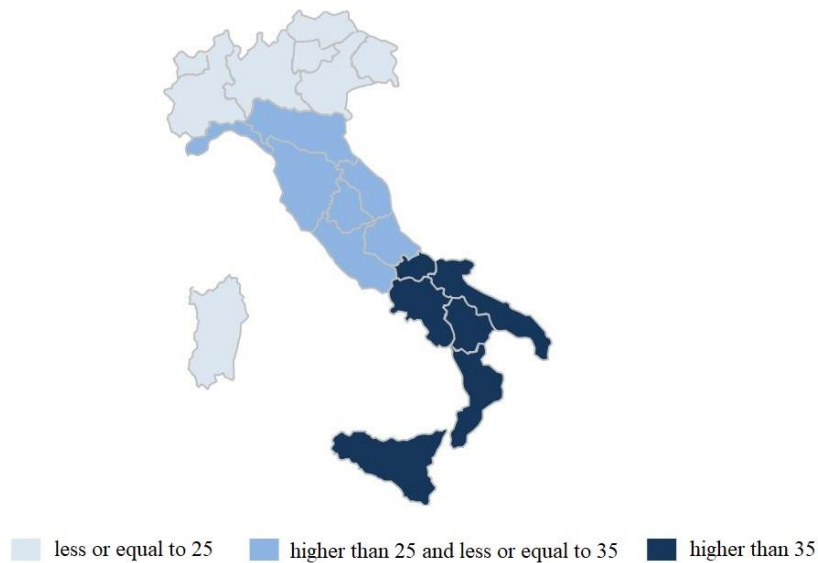 less or equal to 25 higher than 25 and less or equal to 35 higher than 35